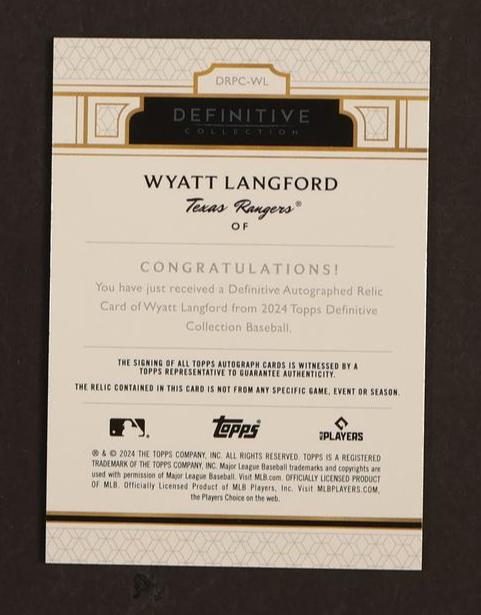 DRPC-WL
DEFINITIVE
COLLECTION
WYATT LANGFORD
Texas Rangers®
OF
CONGRATULATIONS!
You have just received a Definitive Autographed Relic
Card of Wyatt Langford from 2024 Topps Definitive
Collection Baseball.
THE SIGNING OF ALL TOPPS AUTOGRAPH CARDS IS WITNESSED BY A
TOPPS REPRESENTATIVE TO GUARANTEE AUTHENTICITY.
THE RELIC CONTAINED IN THIS CARD IS NOT FROM ANY SPECIFIC GAME, EVENT OR SEASON.
Topps®
MLB PLAYERS
® & © 2024 THE TOPPS COMPANY, INC. ALL RIGHTS RESERVED. TOPPS IS A REGISTERED
TRADEMARK OF THE TOPPS COMPANY, INC. Major League Baseball trademarks and copyrights are
used with permission of Major League Baseball. Visit MLB.com. OFFICIALLY LICENSED PRODUCT
OF MLB. Officially Licensed Product of MLB Players, Inc. Visit MLBPLAYERS.COM,
the Players Choice on the web.